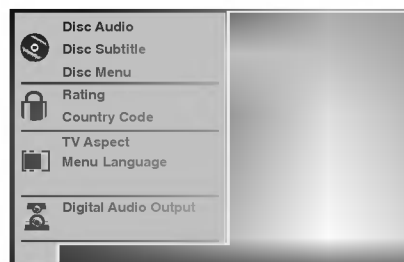 Disc Audio
Disc Subtitle
Disc Menu
Rating
Country Code
TV Aspect
Menu Language
Digital Audio Output